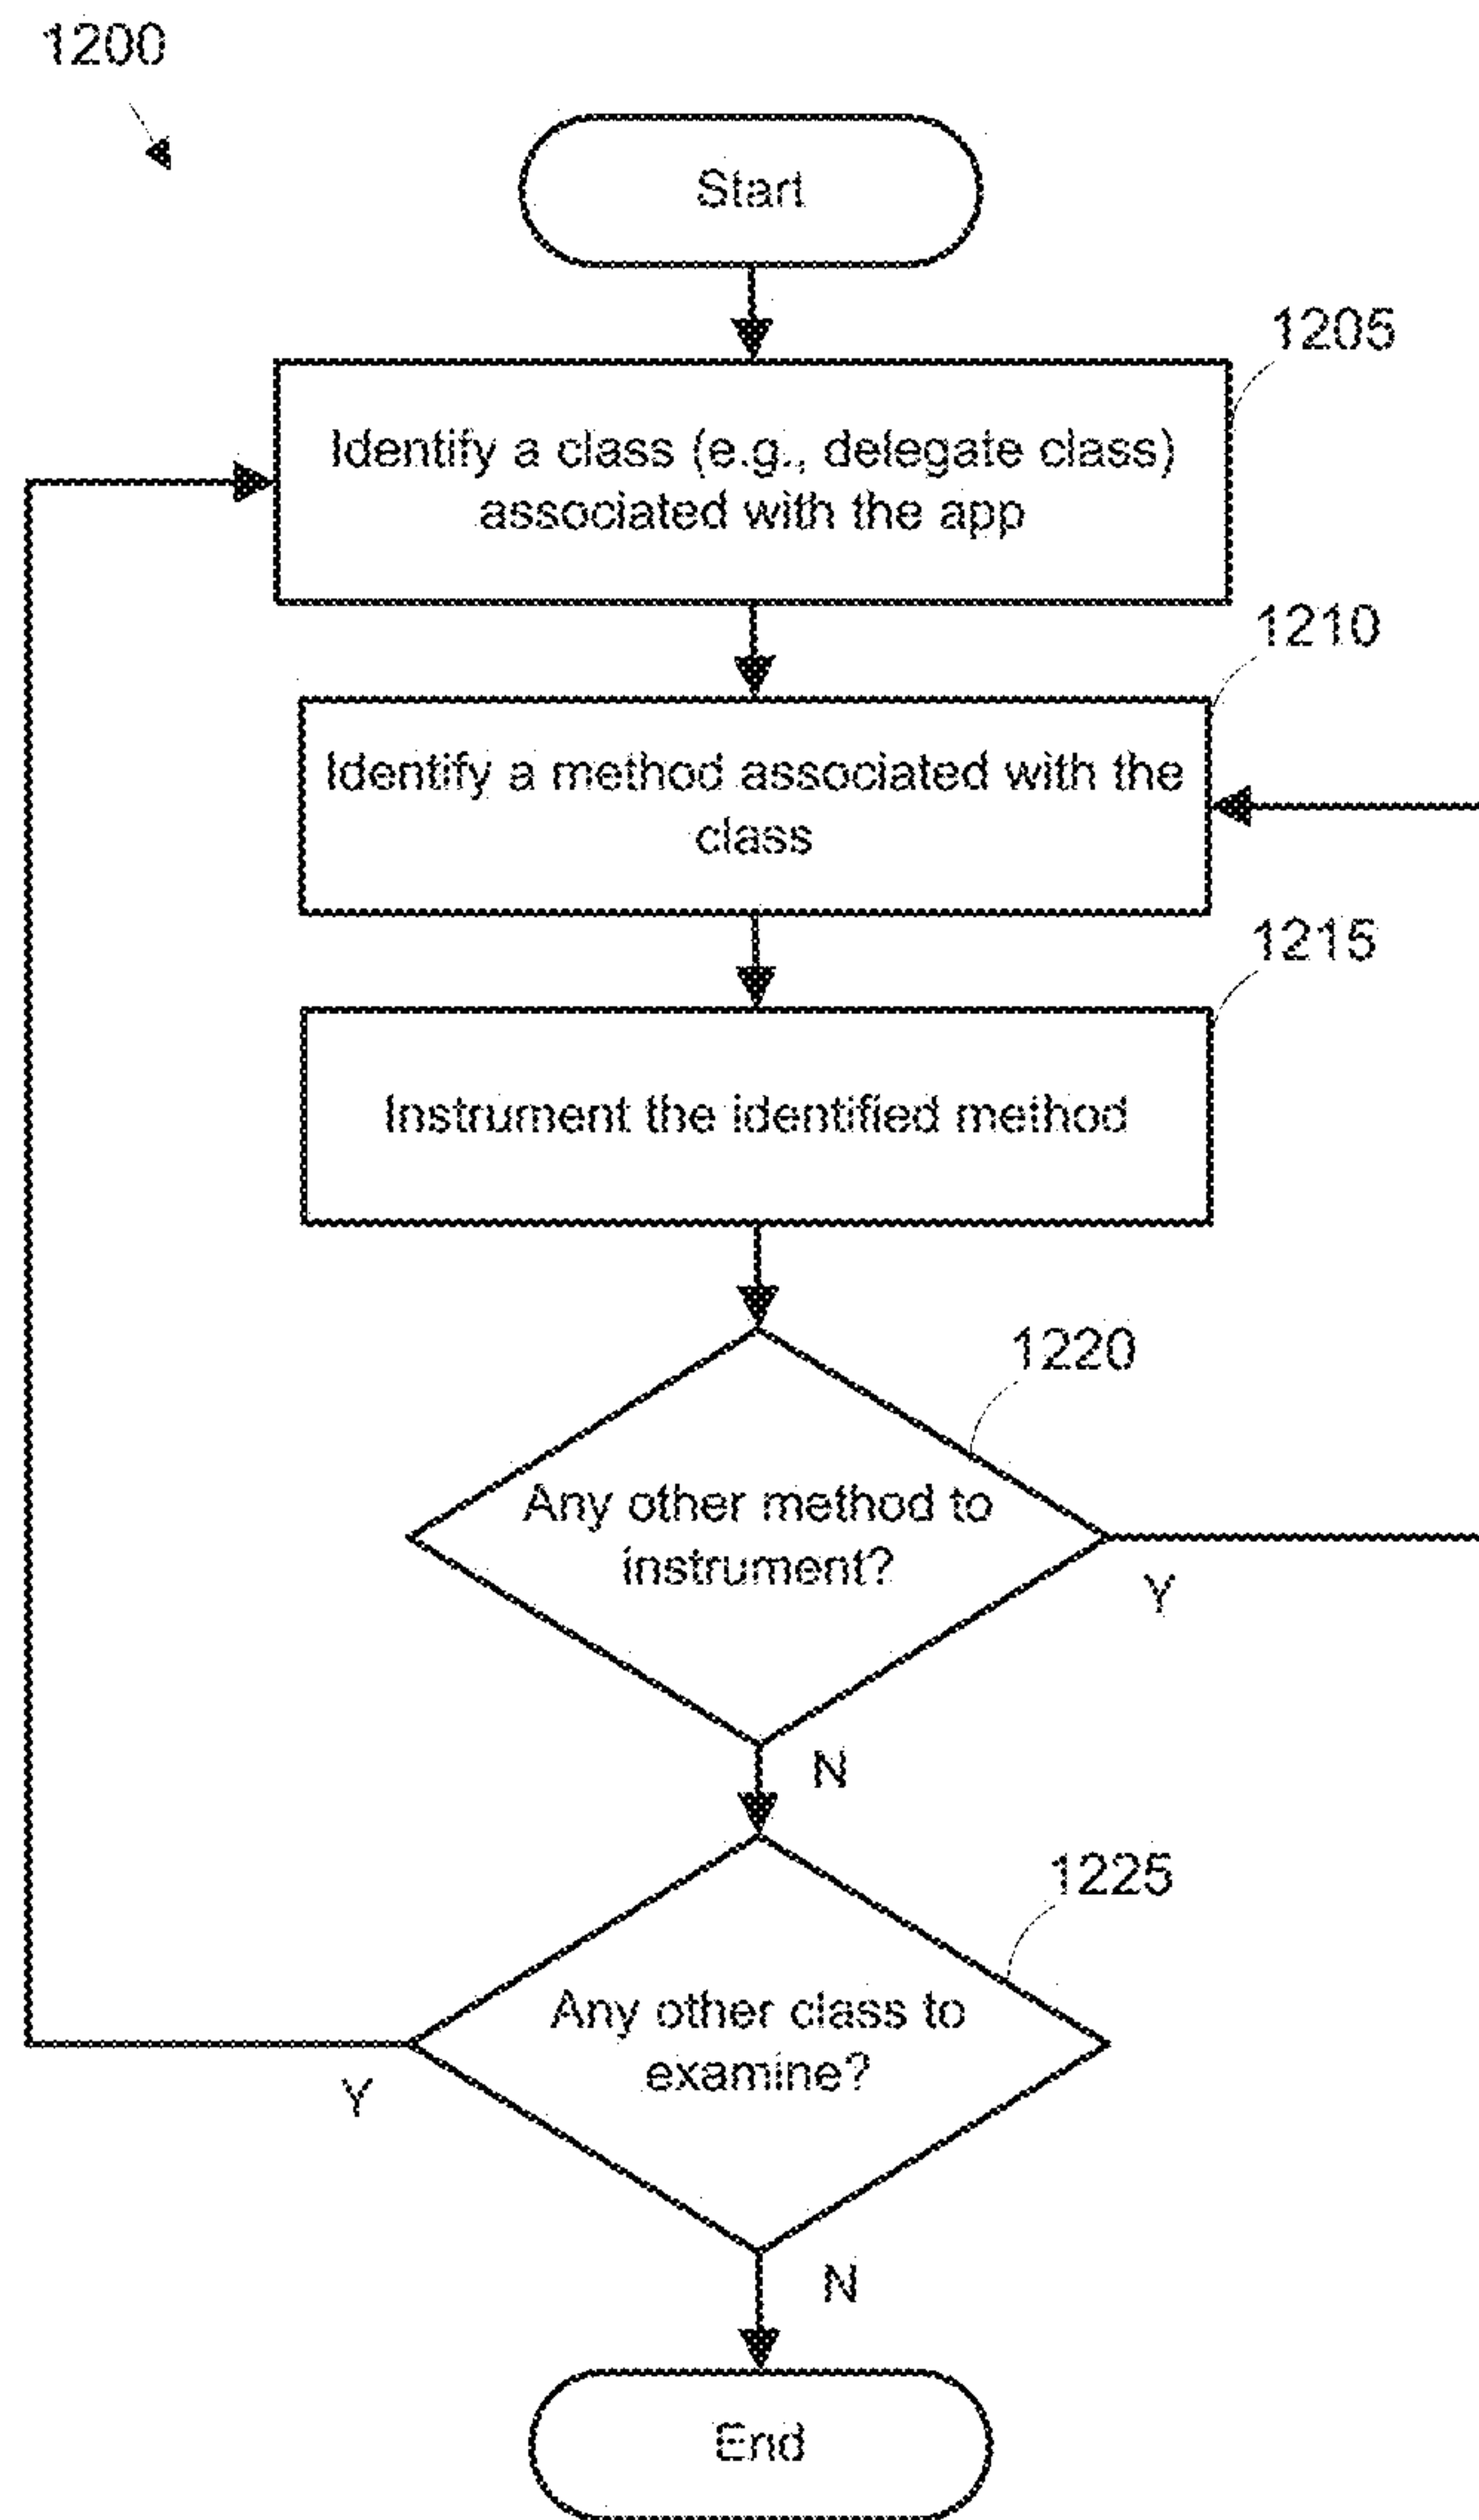 1200
Start
1205
Identify a class (e.g., delegate class)
associated with the app
1210
Identify a method associated with the
class
1215
Instrument the identified method
1220
Any other method to
instrument?
Y
N
1225
Any other class to
examine?
Y
N
End